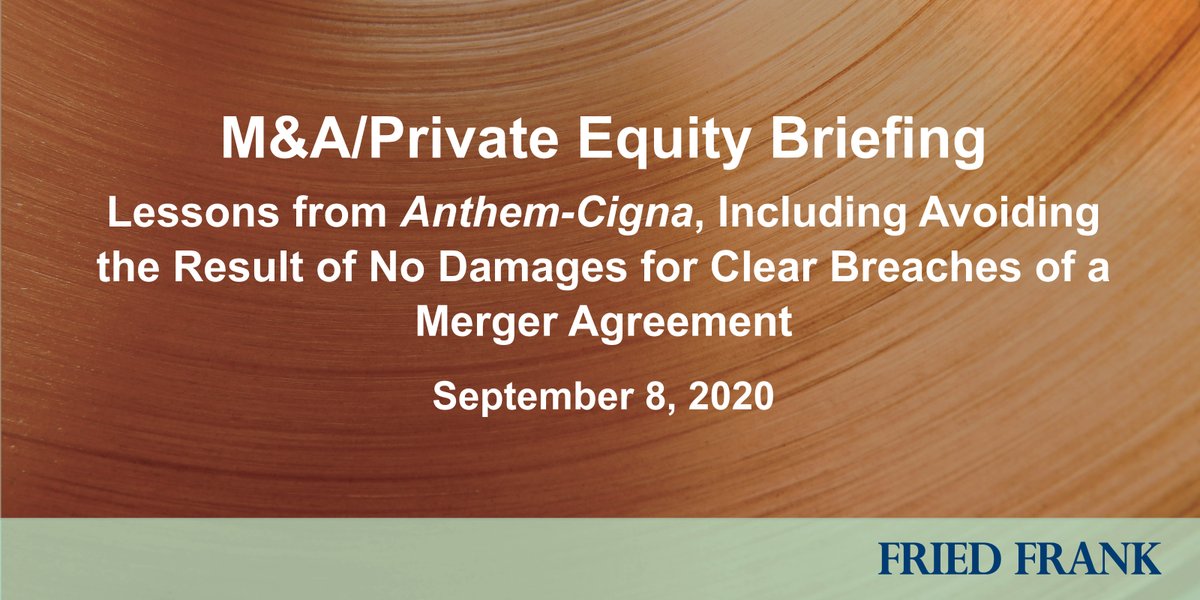 M&A/Private Equity Briefing
Lessons from Anthem-Cigna, Including Avoiding
the Result of No Damages for Clear Breaches of a
Merger Agreement
September 8, 2020
FRIED FRANK